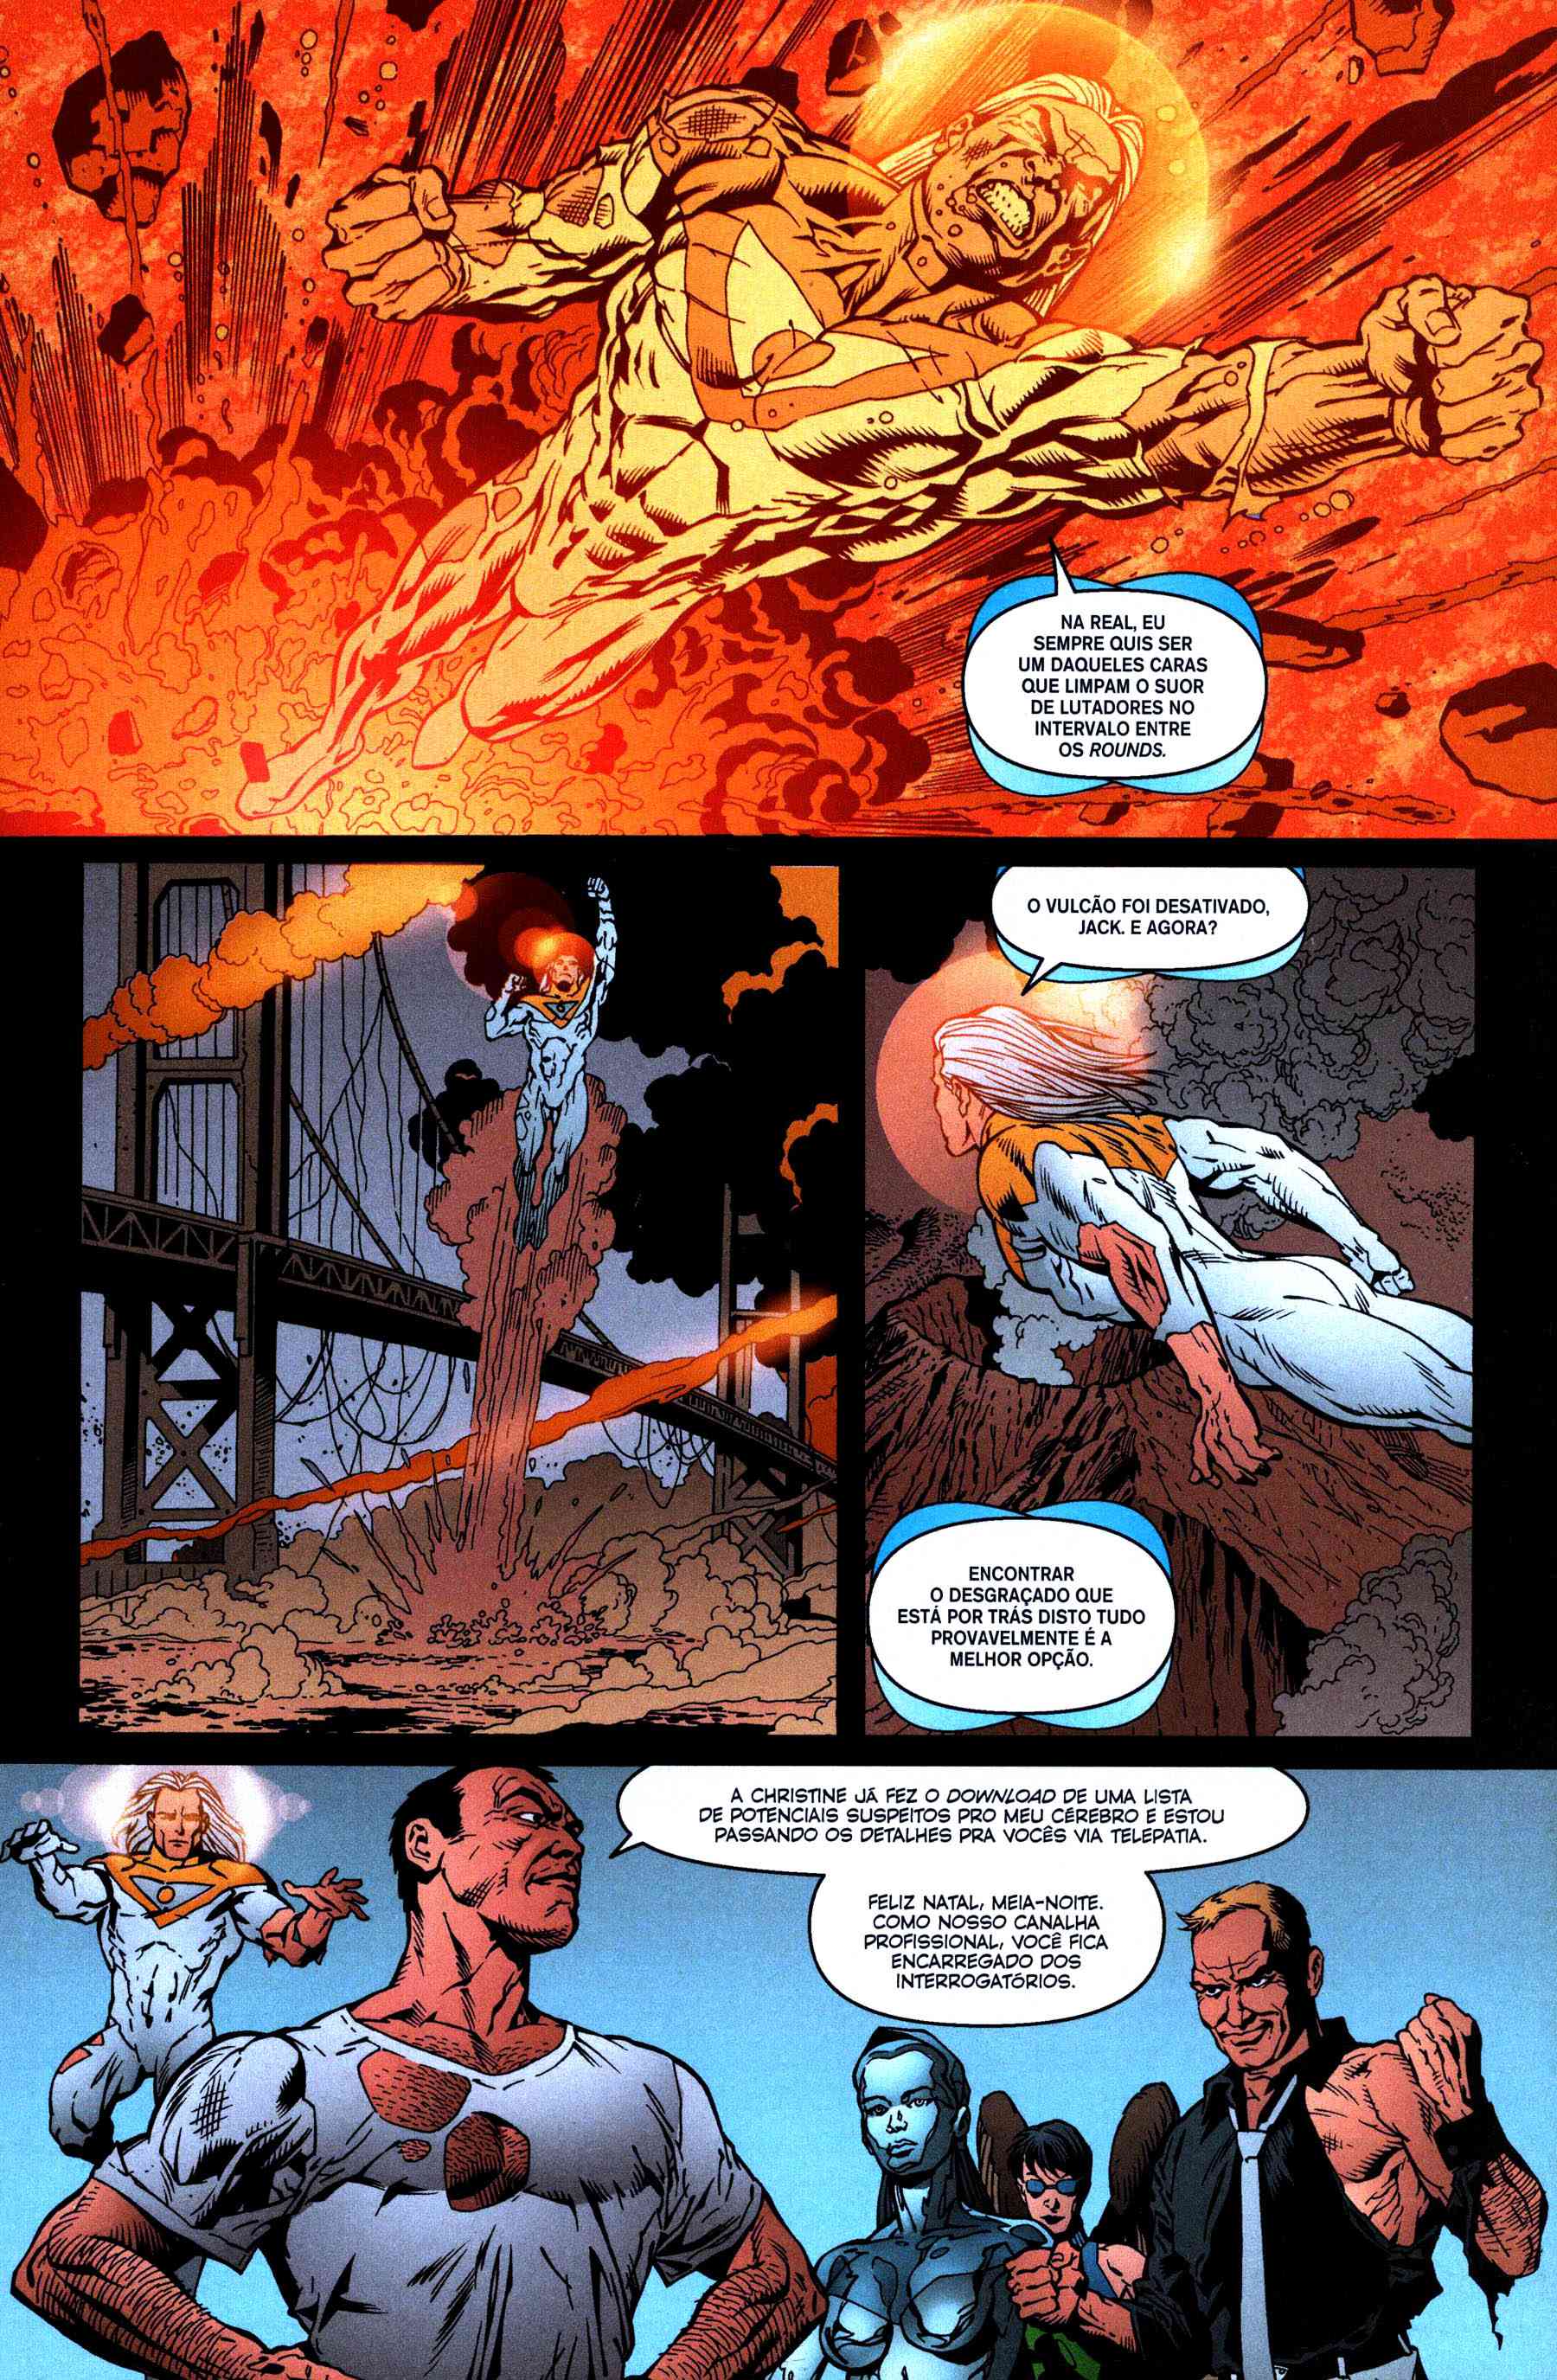 NA REAL, EU
SEMPRE QUIS SER
UM DAQUELES CARAS
QUE LIMPAM O SUOR
DE LUTADORES NO
INTERVALO ENTRE
OS ROUNDS.
O VULCÃO FOI DESATIVADO,
JACK. E AGORA?
ENCONTRAR
O DESGRAÇADO QUE
ESTÁ POR TRÁS DISTO TUDO
PROVAVELMENTE É A
MELHOR OPÇÃO.
A CHRISTINE JÁ FEZ O DOWNLOAD DE UMA LISTA
DE POTENCIAIS SUSPEITOS PRO MEU CÉREBRO E ESTOU
PASSANDO OS DETALHES PRA VOCÊS VIA TELEPATIA.
FELIZ NATAL, MEIA-NOITE.
COMO NOSSO CANALHA
PROFISSIONAL, VOCÊ FICA
ENCARREGADO DOS
INTERROGATÓRIOS.